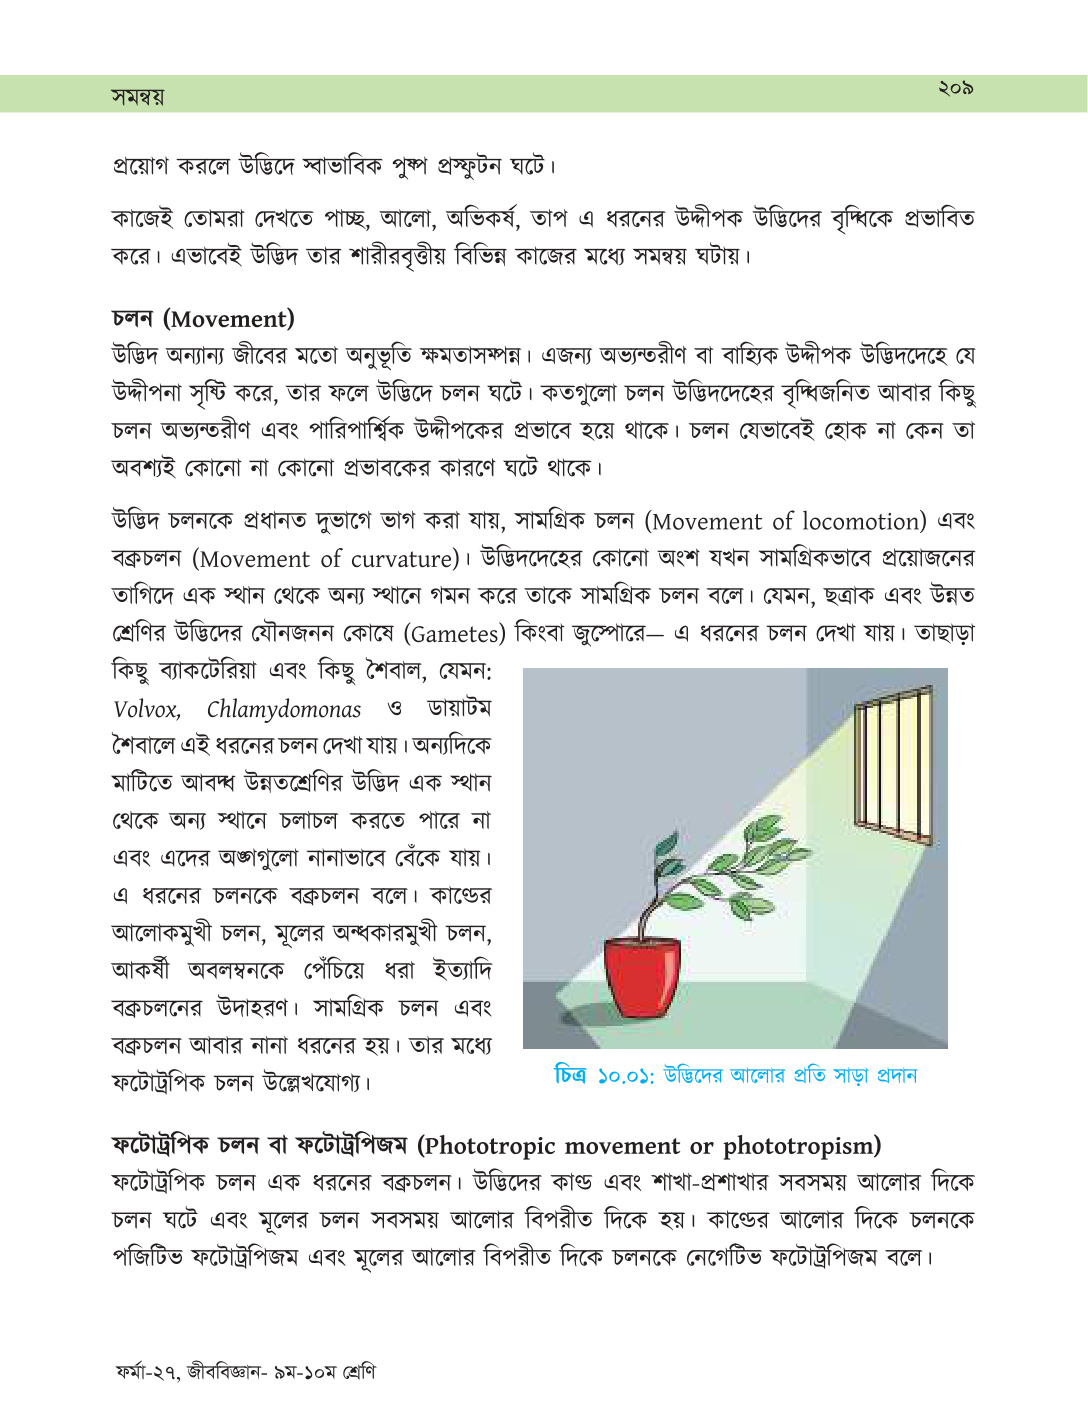 সমন্বয়
২০৯
প্রয়োগ করলে উদ্ভিদে স্বাভাবিক পুষ্প প্রস্ফুটন ঘটে।
কাজেই তোমরা দেখতে পাচ্ছ, আলো, অভিকর্ষ, তাপ এ ধরনের উদ্দীপক উদ্ভিদের বৃদ্ধিকে প্রভাবিত
করে। এভাবেই উদ্ভিদ তার শারীরবৃত্তীয় বিভিন্ন কাজের মধ্যে সমন্বয় ঘটায়।
চলন (Movement)
উদ্ভিদ অন্যান্য জীবের মতো অনুভূতি ক্ষমতাসম্পন্ন। এজন্য অভ্যন্তরীণ বা বাহ্যিক উদ্দীপক উদ্ভিদদেহে যে
উদ্দীপনা সৃষ্টি করে, তার ফলে উদ্ভিদে চলন ঘটে। কতগুলো চলন উদ্ভিদদেহের বৃদ্ধিজনিত আবার কিছু
চলন অভ্যন্তরীণ এবং পারিপার্শ্বিক উদ্দীপকের প্রভাবে হয়ে থাকে। চলন যেভাবেই হোক না কেন তা
অবশ্যই কোনো না কোনো প্রভাবকের কারণে ঘটে থাকে।
উদ্ভিদ চলনকে প্রধানত দুভাগে ভাগ করা যায়, সামগ্রিক চলন (Movement of locomotion) এবং
বক্রচলন (Movement of curvature)। উদ্ভিদদেহের কোনো অংশ যখন সামগ্রিকভাবে প্রয়োজনের
তাগিদে এক স্থান থেকে অন্য স্থানে গমন করে তাকে সামগ্রিক চলন বলে। যেমন, ছত্রাক এবং উন্নত
শ্রেণির উদ্ভিদের যৌনজনন কোষে (Gametes) কিংবা জুস্পোরে— এ ধরনের চলন দেখা যায়। তাছাড়া
কিছু ব্যাকটেরিয়া এবং কিছু শৈবাল, যেমন:
Volvox, Chlamydomonas ও ডায়াটম
শৈবালে এই ধরনের চলন দেখা যায়। অন্যদিকে
মাটিতে আবদ্ধ উন্নতশ্রেণির উদ্ভিদ এক স্থান
থেকে অন্য স্থানে চলাচল করতে পারে না
এবং এদের অঙ্গগুলো নানাভাবে বেঁকে যায়।
এ ধরনের চলনকে বক্রচলন বলে। কাণ্ডের
আলোকমুখী চলন, মূলের অন্ধকারমুখী চলন,
আকর্ষী অবলম্বনকে পেঁচিয়ে ধরা ইত্যাদি
বক্রচলনের উদাহরণ। সামগ্রিক চলন এবং
বক্রচলন আবার নানা ধরনের হয়। তার মধ্যে
ফটোট্রপিক চলন উল্লেখযোগ্য।
চিত্র ১০.০১: উদ্ভিদের আলোর প্রতি সাড়া প্রদান
ফটোট্রপিক চলন বা ফটোট্রপিজম (Phototropic movement or phototropism)
ফটোট্রপিক চলন এক ধরনের বক্রচলন। উদ্ভিদের কাণ্ড এবং শাখা-প্রশাখার সবসময় আলোর দিকে
চলন ঘটে এবং মূলের চলন সবসময় আলোর বিপরীত দিকে হয়। কাণ্ডের আলোর দিকে চলনকে
পজিটিভ ফটোট্রপিজম এবং মূলের আলোর বিপরীত দিকে চলনকে নেগেটিভ ফটোট্রপিজম বলে।
ফর্মা-২৭, জীববিজ্ঞান- ৯ম-১০ম শ্রেণি